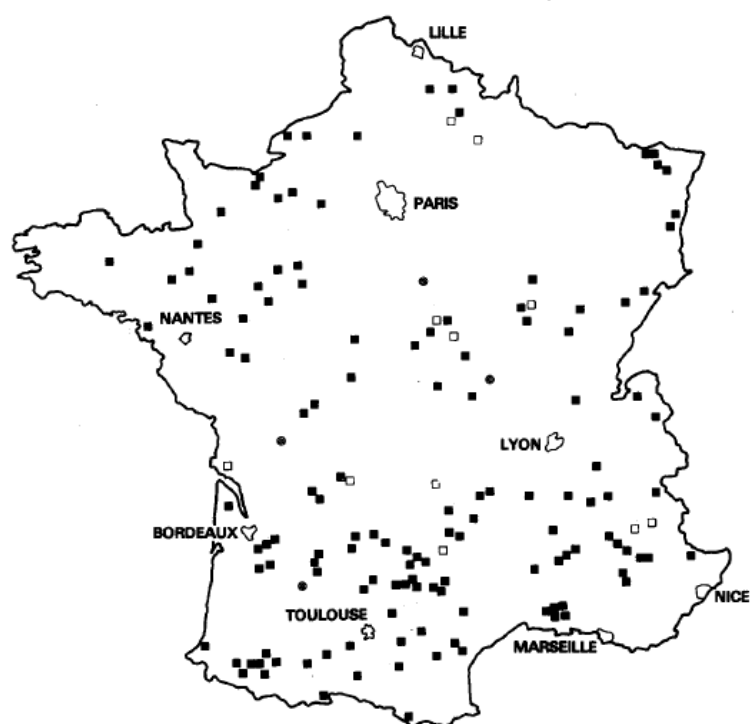 LILLE
PARIS
NANTES
LYON
BORDEAUX
NICE
TOULOUSE
MARSEILLE